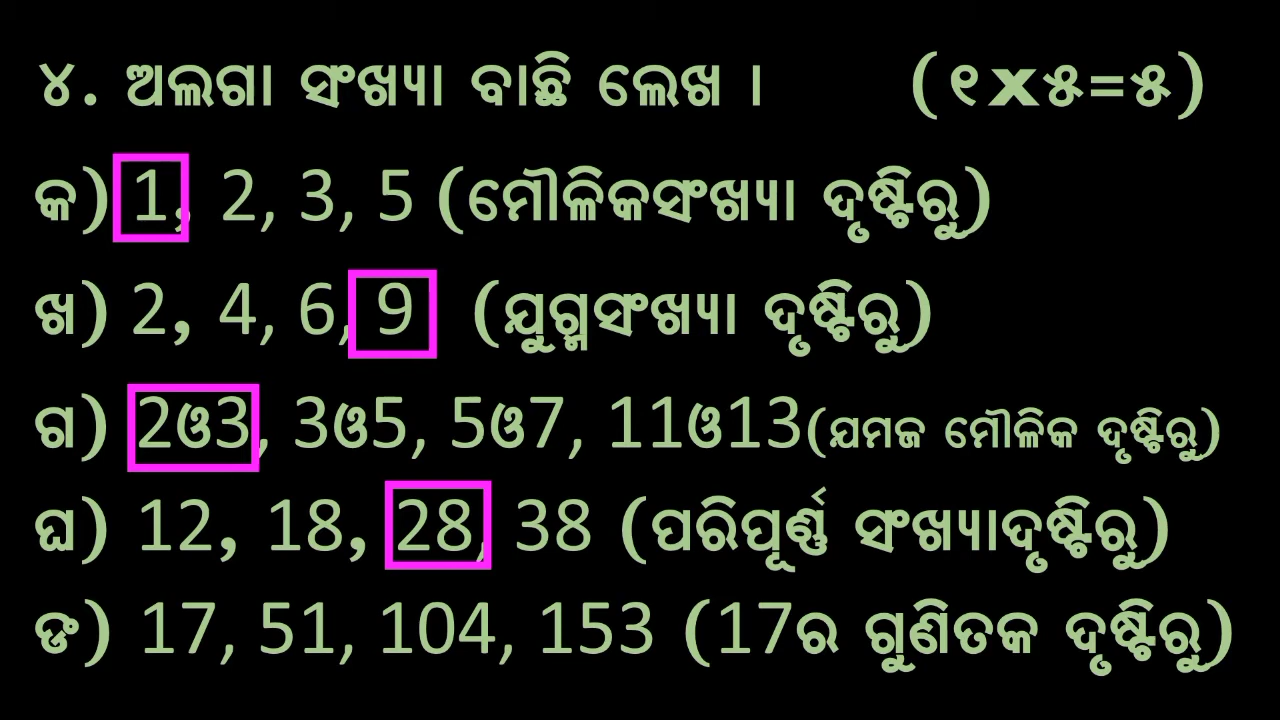 ୪. ଅଲଗା ସଂଖ୍ୟା ବାଛି ଲେଖ । (୧x୫=୫)
କ) 1, 2, 3, 5 (ମୌଳିକସଂଖ୍ୟା ଦୃଷ୍ଟିରୁ)
ଖ) 2, 4, 6, 9 (ଯୁଗ୍ମସଂଖ୍ୟା ଦୃଷ୍ଟିରୁ)
ଗ) 2ଓ3, 3ଓ5, 5ଓ7, 11ଓ13(ଯମଜ ମୌଳିକ ଦୃଷ୍ଟିରୁ)
ଘ) 12, 18, 28, 38 (ପରିପୂର୍ଣ୍ଣ ସଂଖ୍ୟାଦୃଷ୍ଟିରୁ)
ଙ) 17, 51, 104, 153 (17ର ଗୁଣିତକ ଦୃଷ୍ଟିରୁ)